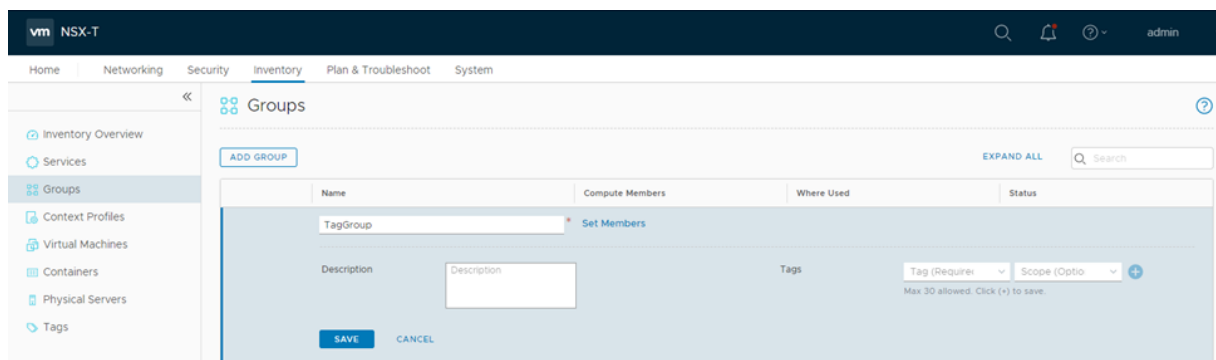 vm NSX-T
admin
Home Networking Security Inventory Plan & Troubleshoot System
Groups
Inventory Overview
Services
Groups
Context Profiles
Virtual Machines
Containers
Physical Servers
Tags
ADD GROUP
EXPAND ALL
Search
Name Compute Members Where Used Status
TagGroup * Set Members
Description Description Tags Tag (Require Scope (Optio
Max 30 allowed. Click (+) to save.
SAVE CANCEL